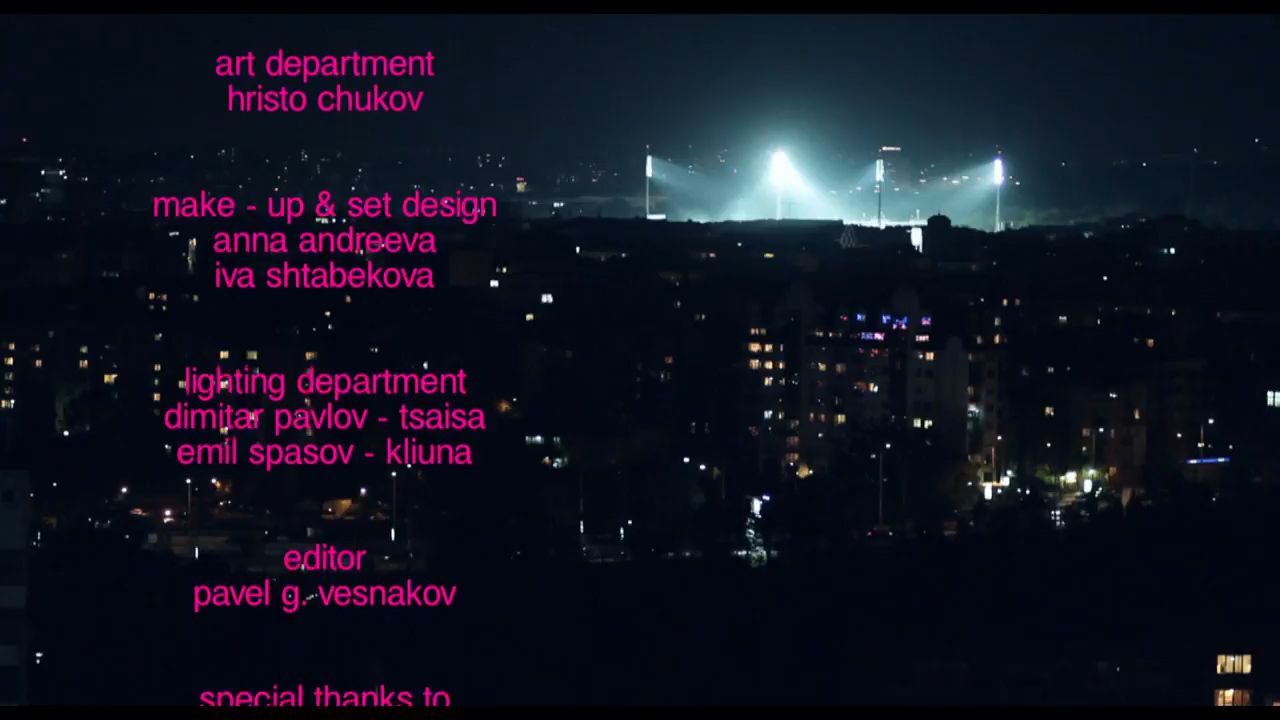 art department
hristo chukov
make - up & set design
anna andreeva
iva shtabekova
lighting department
dimitar pavlov - tsaisa
emil spasov - kliuna
editor
pavel g. vesnakov
special thanks to